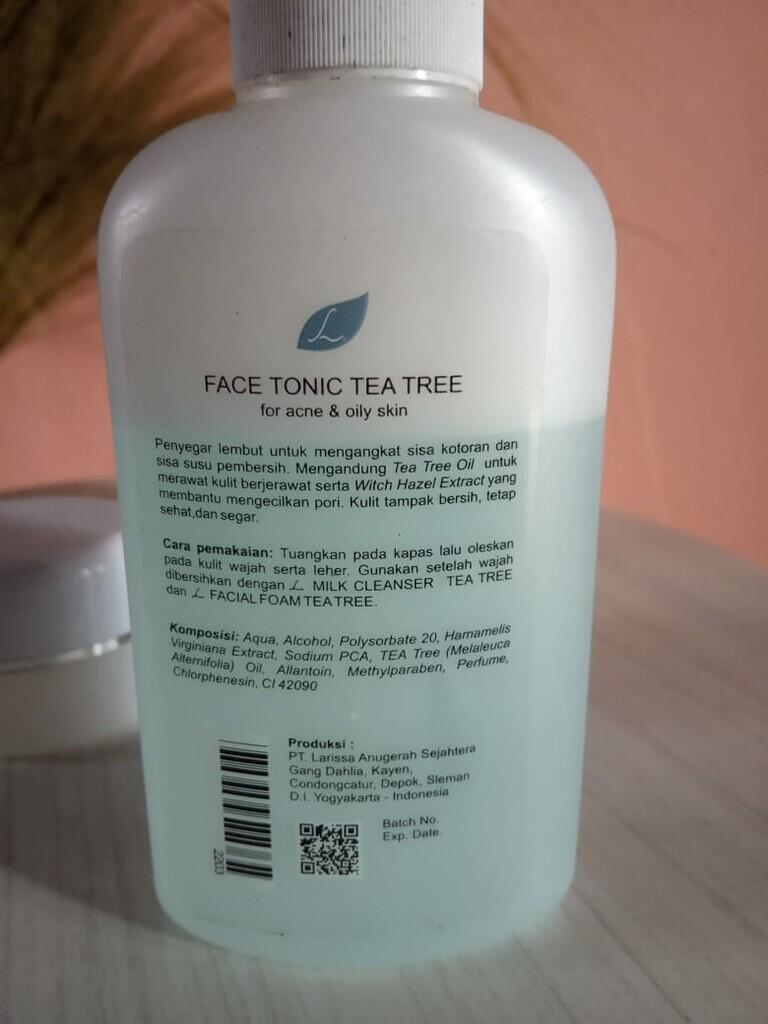 L
FACE TONIC TEA TREE
for acne & oily skin
Penyegar lembut untuk mengangkat sisa kotoran dan
sisa susu pembersih. Mengandung Tea Tree Oil untuk
merawat kulit berjerawat serta Witch Hazel Extract yang
membantu mengecilkan pori. Kulit tampak bersih, tetap
sehat,dan segar.
Cara pemakaian: Tuangkan pada kapas lalu oleskan
pada kulit wajah serta leher. Gunakan setelah wajah
dibersihkan dengan L MILK CLEANSER TEA TREE
dan L FACIAL FOAM TEA TREE.
Komposisi: Aqua, Alcohol, Polysorbate 20, Hamamelis
Virginiana Extract, Sodium PCA, TEA Tree (Melaleuca
Alternifolia) Oil, Allantoin, Methylparaben, Perfume,
Chlorphenesin, CI 42090
Produksi :
PT. Larissa Anugerah Sejahtera
Gang Dahlia, Kayen,
Condongcatur, Depok, Sleman
D.I. Yogyakarta - Indonesia
Batch No.
Exp. Date.
2203